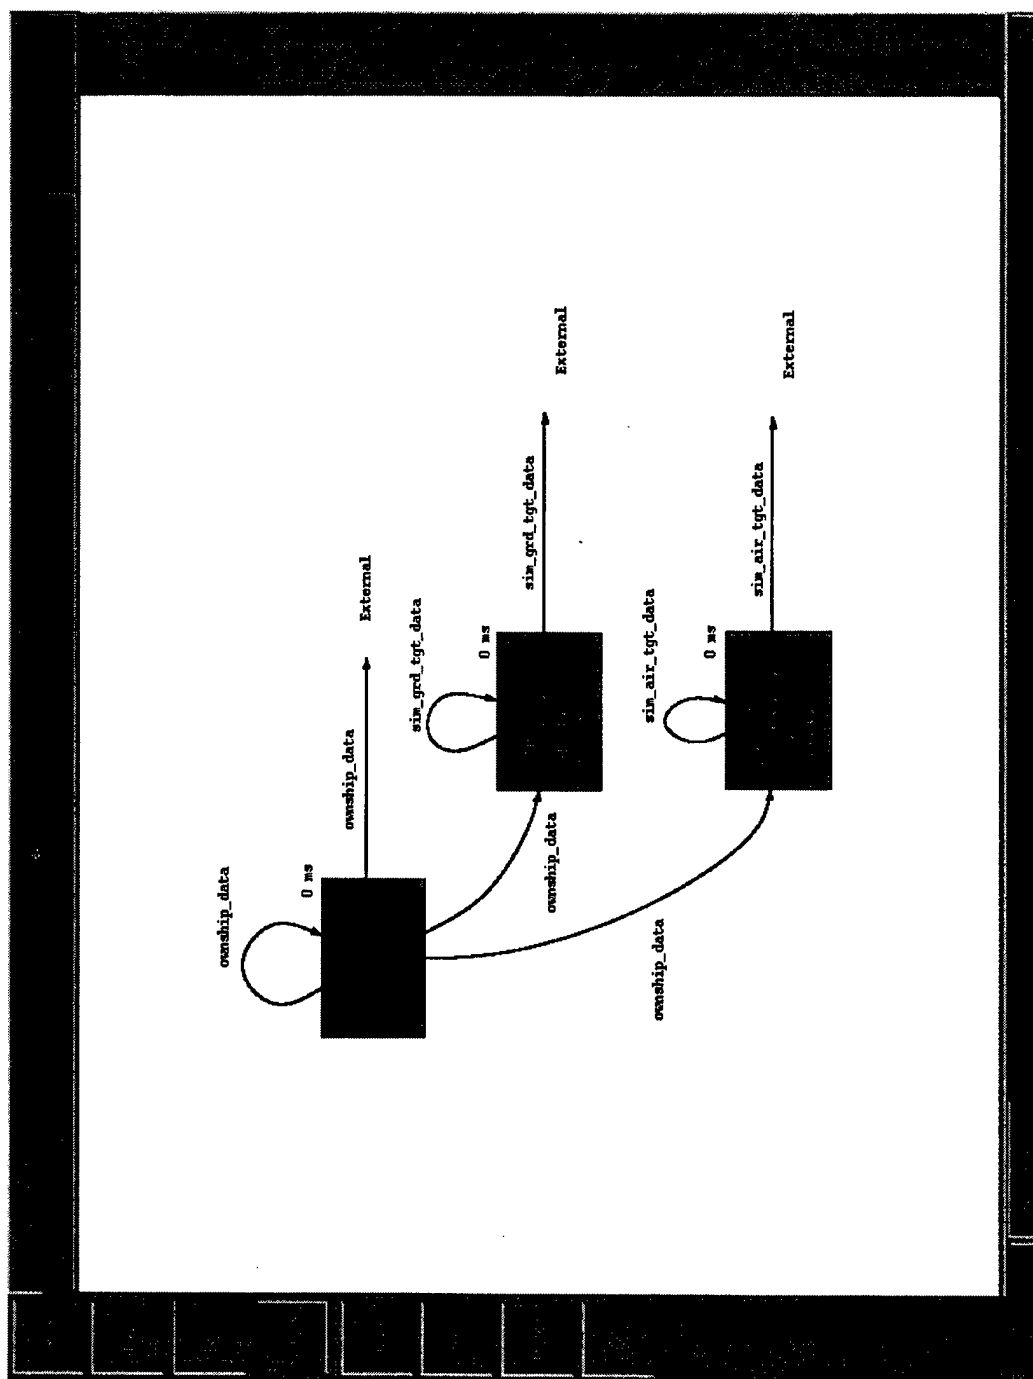 ownship_data
0 ms
ownship_data
External
sim_grd_tgt_data
0 ms
sim_grd_tgt_data
External
ownship_data
sim_air_tgt_data
0 ms
sim_air_tgt_data
External
ownship_data